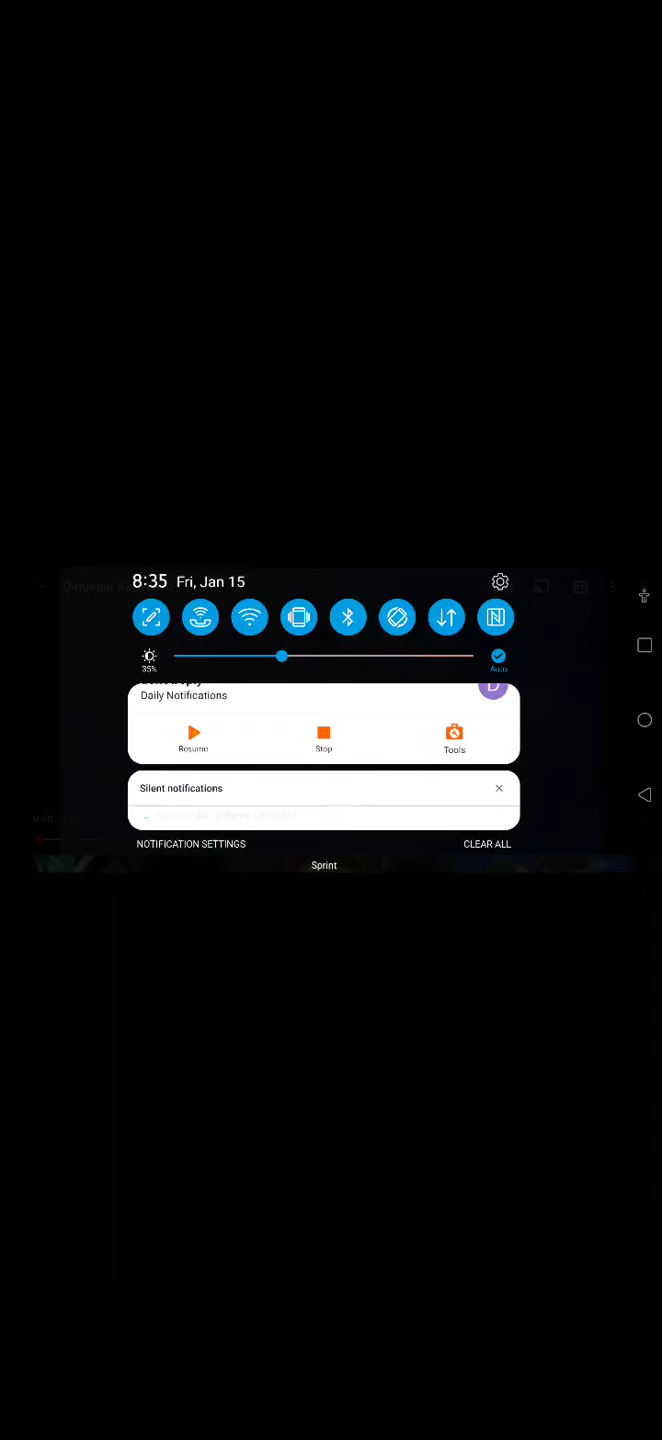 8:35 Fri, Jan 15
35%
Auto
D
Daily Notifications
Resume Stop Tools
Silent notifications
NOTIFICATION SETTINGS CLEAR ALL
Sprint